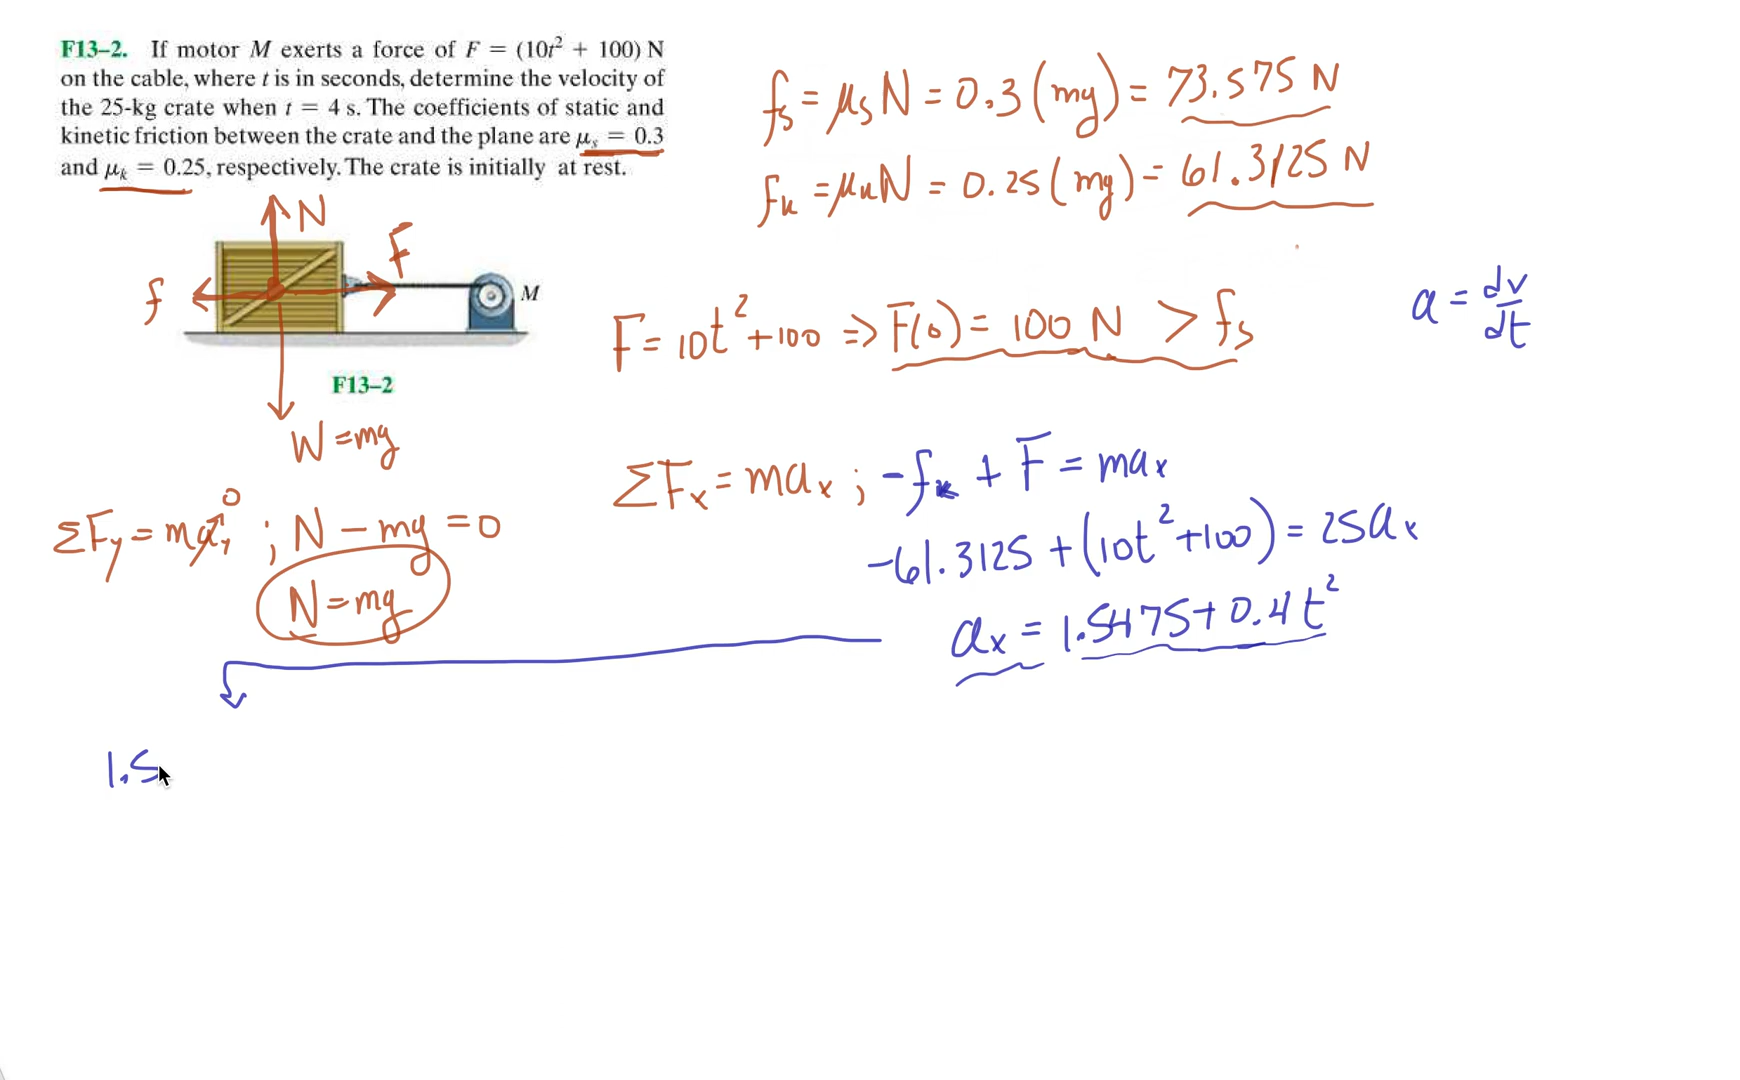 F13–2. If motor M exerts a force of F = (10t² + 100) N
on the cable, where t is in seconds, determine the velocity of
the 25-kg crate when t = 4 s. The coefficients of static and
kinetic friction between the crate and the plane are μₛ = 0.3
and μₖ = 0.25, respectively. The crate is initially at rest.
N
F
f
M
F13–2
W = mg
ΣFy = may⁰ ; N − mg = 0
N = mg
fs = μsN = 0.3(mg) = 73.575 N
fk = μkN = 0.25(mg) = 61.3125 N
F = 10t² + 100 ⇒ F(0) = 100 N > fs
a = dv/dt
ΣFx = max ; −fk + F = max
−61.3125 + (10t² + 100) = 25ax
ax = 1.5475 + 0.4t²
1.5